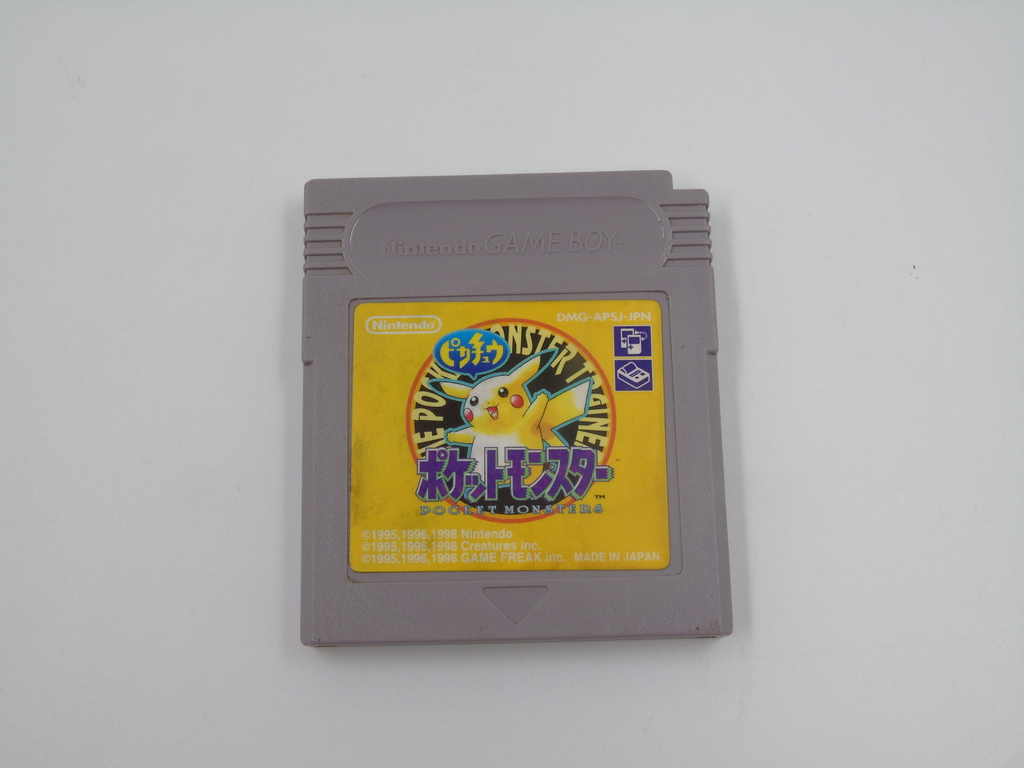 Nintendo GAME BOY TM
Nintendo
DMG-APSJ-JPN
ピカチュウ
THE POCKET MONSTER TRAINER
ポケットモンスター
TM
POCKET MONSTERS
©1995,1996,1998 Nintendo
©1995,1996,1998 Creatures inc.
©1995,1996,1998 GAME FREAK inc. MADE IN JAPAN